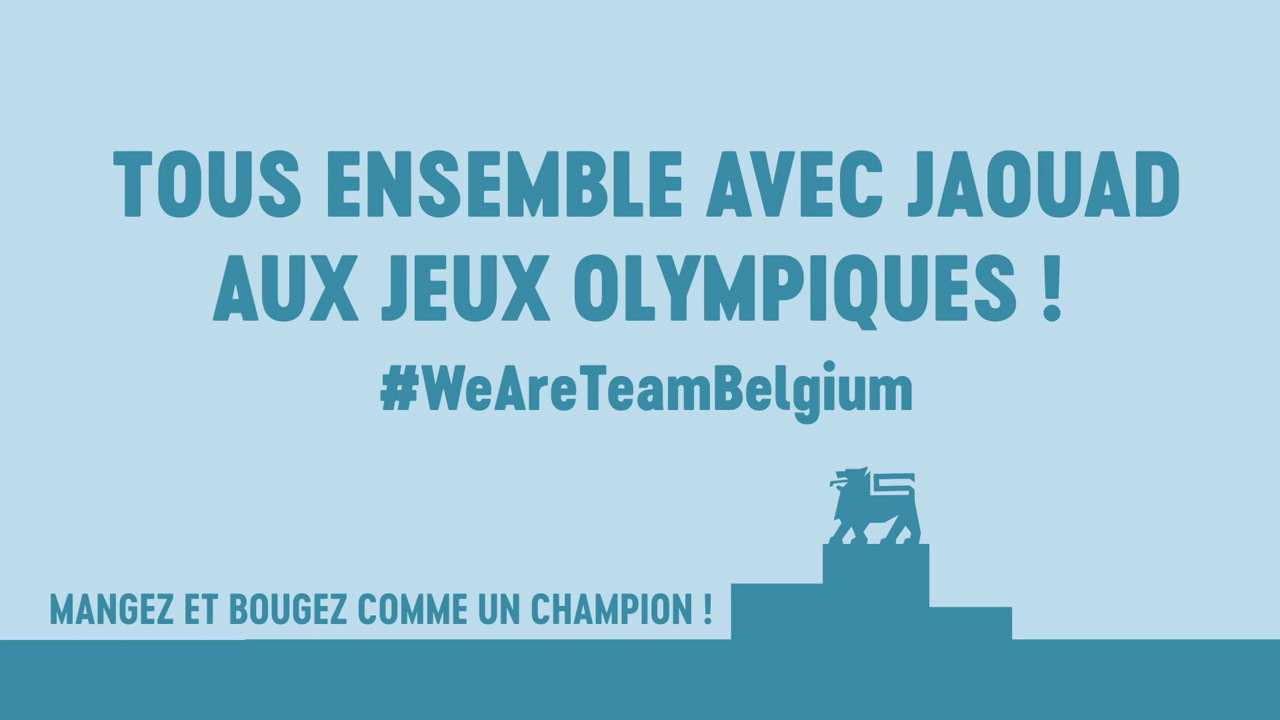 TOUS ENSEMBLE AVEC JAOUAD
AUX JEUX OLYMPIQUES !
#WeAreTeamBelgium
MANGEZ ET BOUGEZ COMME UN CHAMPION !